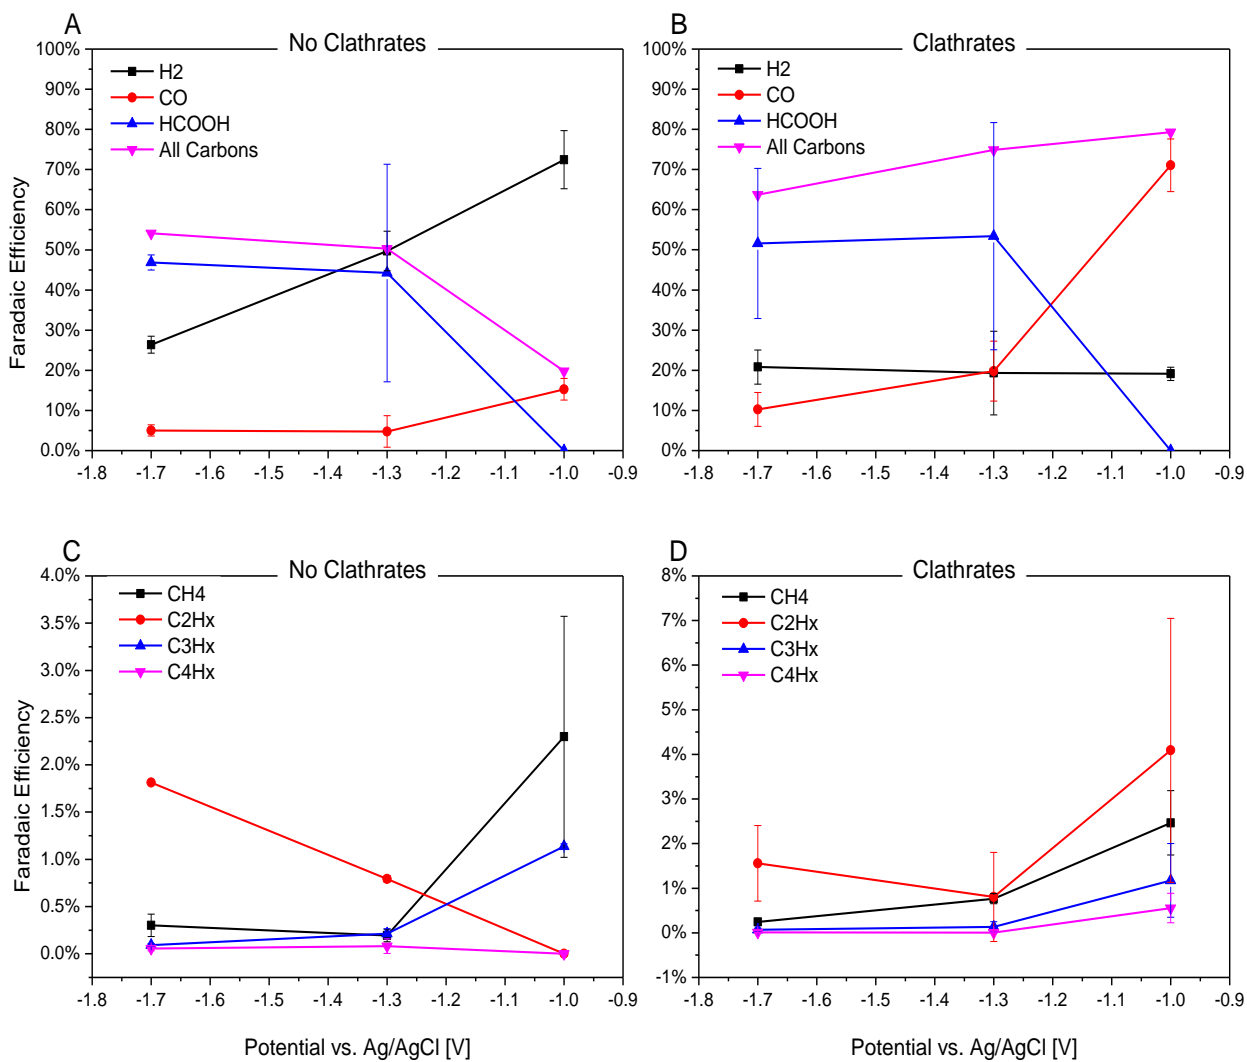 A
No Clathrates
100%
90%
80%
70%
60%
50%
40%
30%
20%
10%
0.0%
H2
CO
HCOOH
All Carbons
Faradaic Efficiency
-1.8
-1.7
-1.6
-1.5
-1.4
-1.3
-1.2
-1.1
-1.0
-0.9
B
Clathrates
100%
90%
80%
70%
60%
50%
40%
30%
20%
10%
0%
H2
CO
HCOOH
All Carbons
-1.8
-1.7
-1.6
-1.5
-1.4
-1.3
-1.2
-1.1
-1.0
-0.9
C
No Clathrates
4.0%
3.5%
3.0%
2.5%
2.0%
1.5%
1.0%
0.5%
0.0%
CH4
C2Hx
C3Hx
C4Hx
Faradaic Efficiency
-1.8
-1.7
-1.6
-1.5
-1.4
-1.3
-1.2
-1.1
-1.0
-0.9
Potential vs. Ag/AgCl [V]
D
Clathrates
8%
7%
6%
5%
4%
3%
2%
1%
0%
-1%
CH4
C2Hx
C3Hx
C4Hx
-1.8
-1.7
-1.6
-1.5
-1.4
-1.3
-1.2
-1.1
-1.0
-0.9
Potential vs. Ag/AgCl [V]